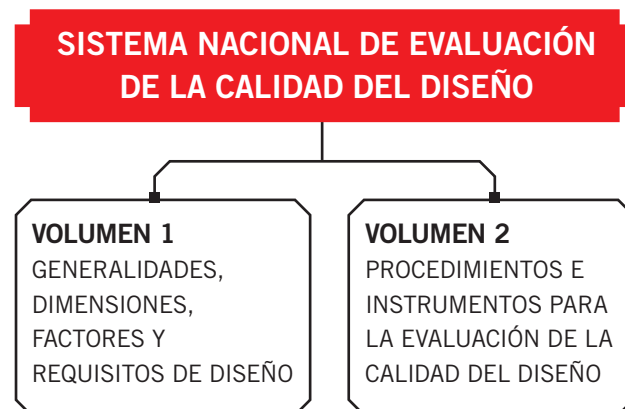 SISTEMA NACIONAL DE EVALUACIÓN
DE LA CALIDAD DEL DISEÑO
VOLUMEN 1
GENERALIDADES,
DIMENSIONES,
FACTORES Y
REQUISITOS DE DISEÑO
VOLUMEN 2
PROCEDIMIENTOS E
INSTRUMENTOS PARA
LA EVALUACIÓN DE LA
CALIDAD DEL DISEÑO